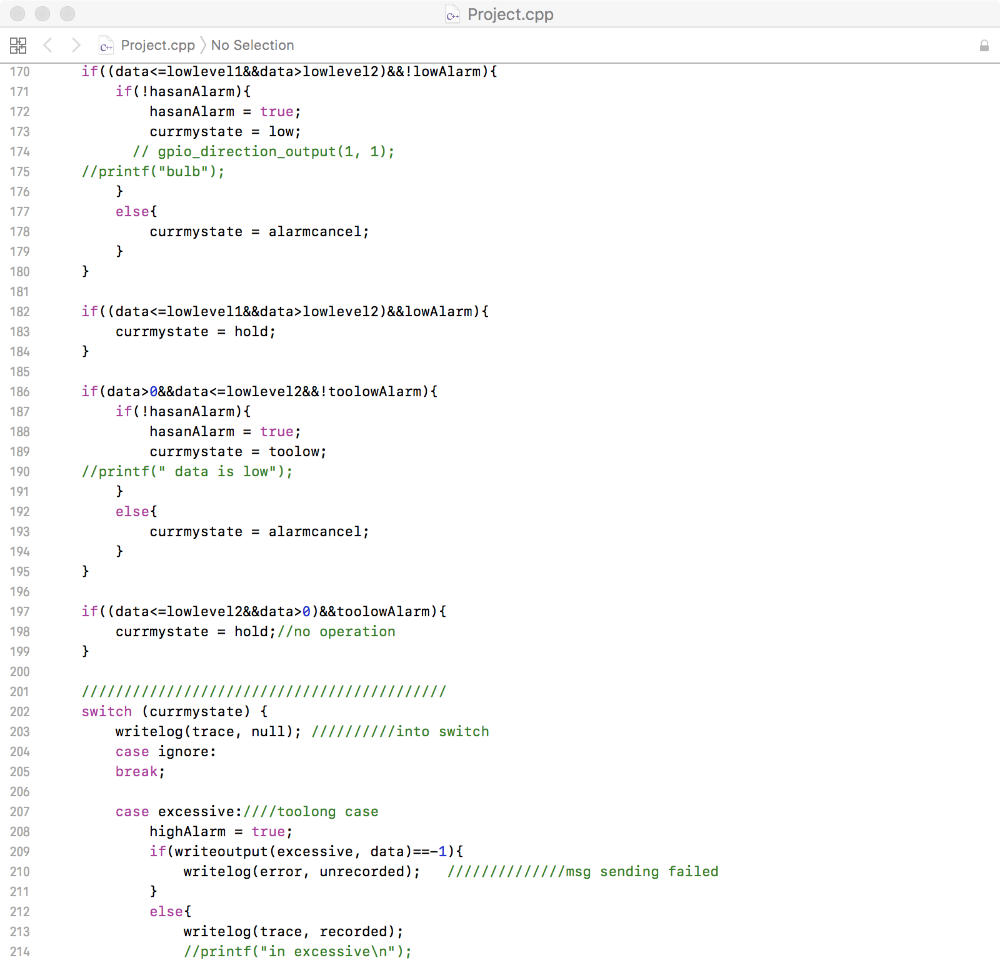 Project.cpp
Project.cpp No Selection
170 if((data<=lowlevel1&&data>lowlevel2)&&!lowAlarm){
171 if(!hasanAlarm){
172 hasanAlarm = true;
173 currmystate = low;
174 // gpio_direction_output(1, 1);
175 //printf("bulb");
176 }
177 else{
178 currmystate = alarmcancel;
179 }
180 }
181
182 if((data<=lowlevel1&&data>lowlevel2)&&lowAlarm){
183 currmystate = hold;
184 }
185
186 if(data>0&&data<=lowlevel2&&!toolowAlarm){
187 if(!hasanAlarm){
188 hasanAlarm = true;
189 currmystate = toolow;
190 //printf(" data is low");
191 }
192 else{
193 currmystate = alarmcancel;
194 }
195 }
196
197 if((data<=lowlevel2&&data>0)&&toolowAlarm){
198 currmystate = hold;//no operation
199 }
200
201 ///////////////////////////////////////////
202 switch (currmystate) {
203 writelog(trace, null); //////////into switch
204 case ignore:
205 break;
206
207 case excessive:////toolong case
208 highAlarm = true;
209 if(writeoutput(excessive, data)==-1){
210 writelog(error, unrecorded); //////////////msg sending failed
211 }
212 else{
213 writelog(trace, recorded);
214 //printf("in excessive\n");